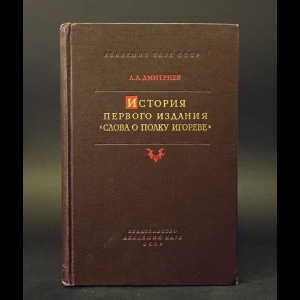 АКАДЕМИЯ НАУК СССР
Л.А.ДМИТРИЕВ
ИСТОРИЯ
ПЕРВОГО ИЗДАНИЯ
«СЛОВА О ПОЛКУ ИГОРЕВЕ»
ИЗДАТЕЛЬСТВО
АКАДЕМИИ НАУК
СССР